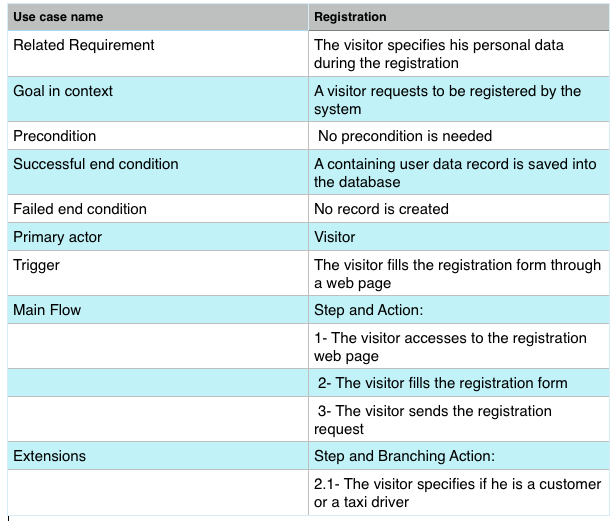 Use case name Registration
Related Requirement The visitor specifies his personal data
during the registration
Goal in context A visitor requests to be registered by the
system
Precondition No precondition is needed
Successful end condition A containing user data record is saved into
the database
Failed end condition No record is created
Primary actor Visitor
Trigger The visitor fills the registration form through
a web page
Main Flow Step and Action:
1- The visitor accesses to the registration
web page
2- The visitor fills the registration form
3- The visitor sends the registration
request
Extensions Step and Branching Action:
2.1- The visitor specifies if he is a customer
or a taxi driver